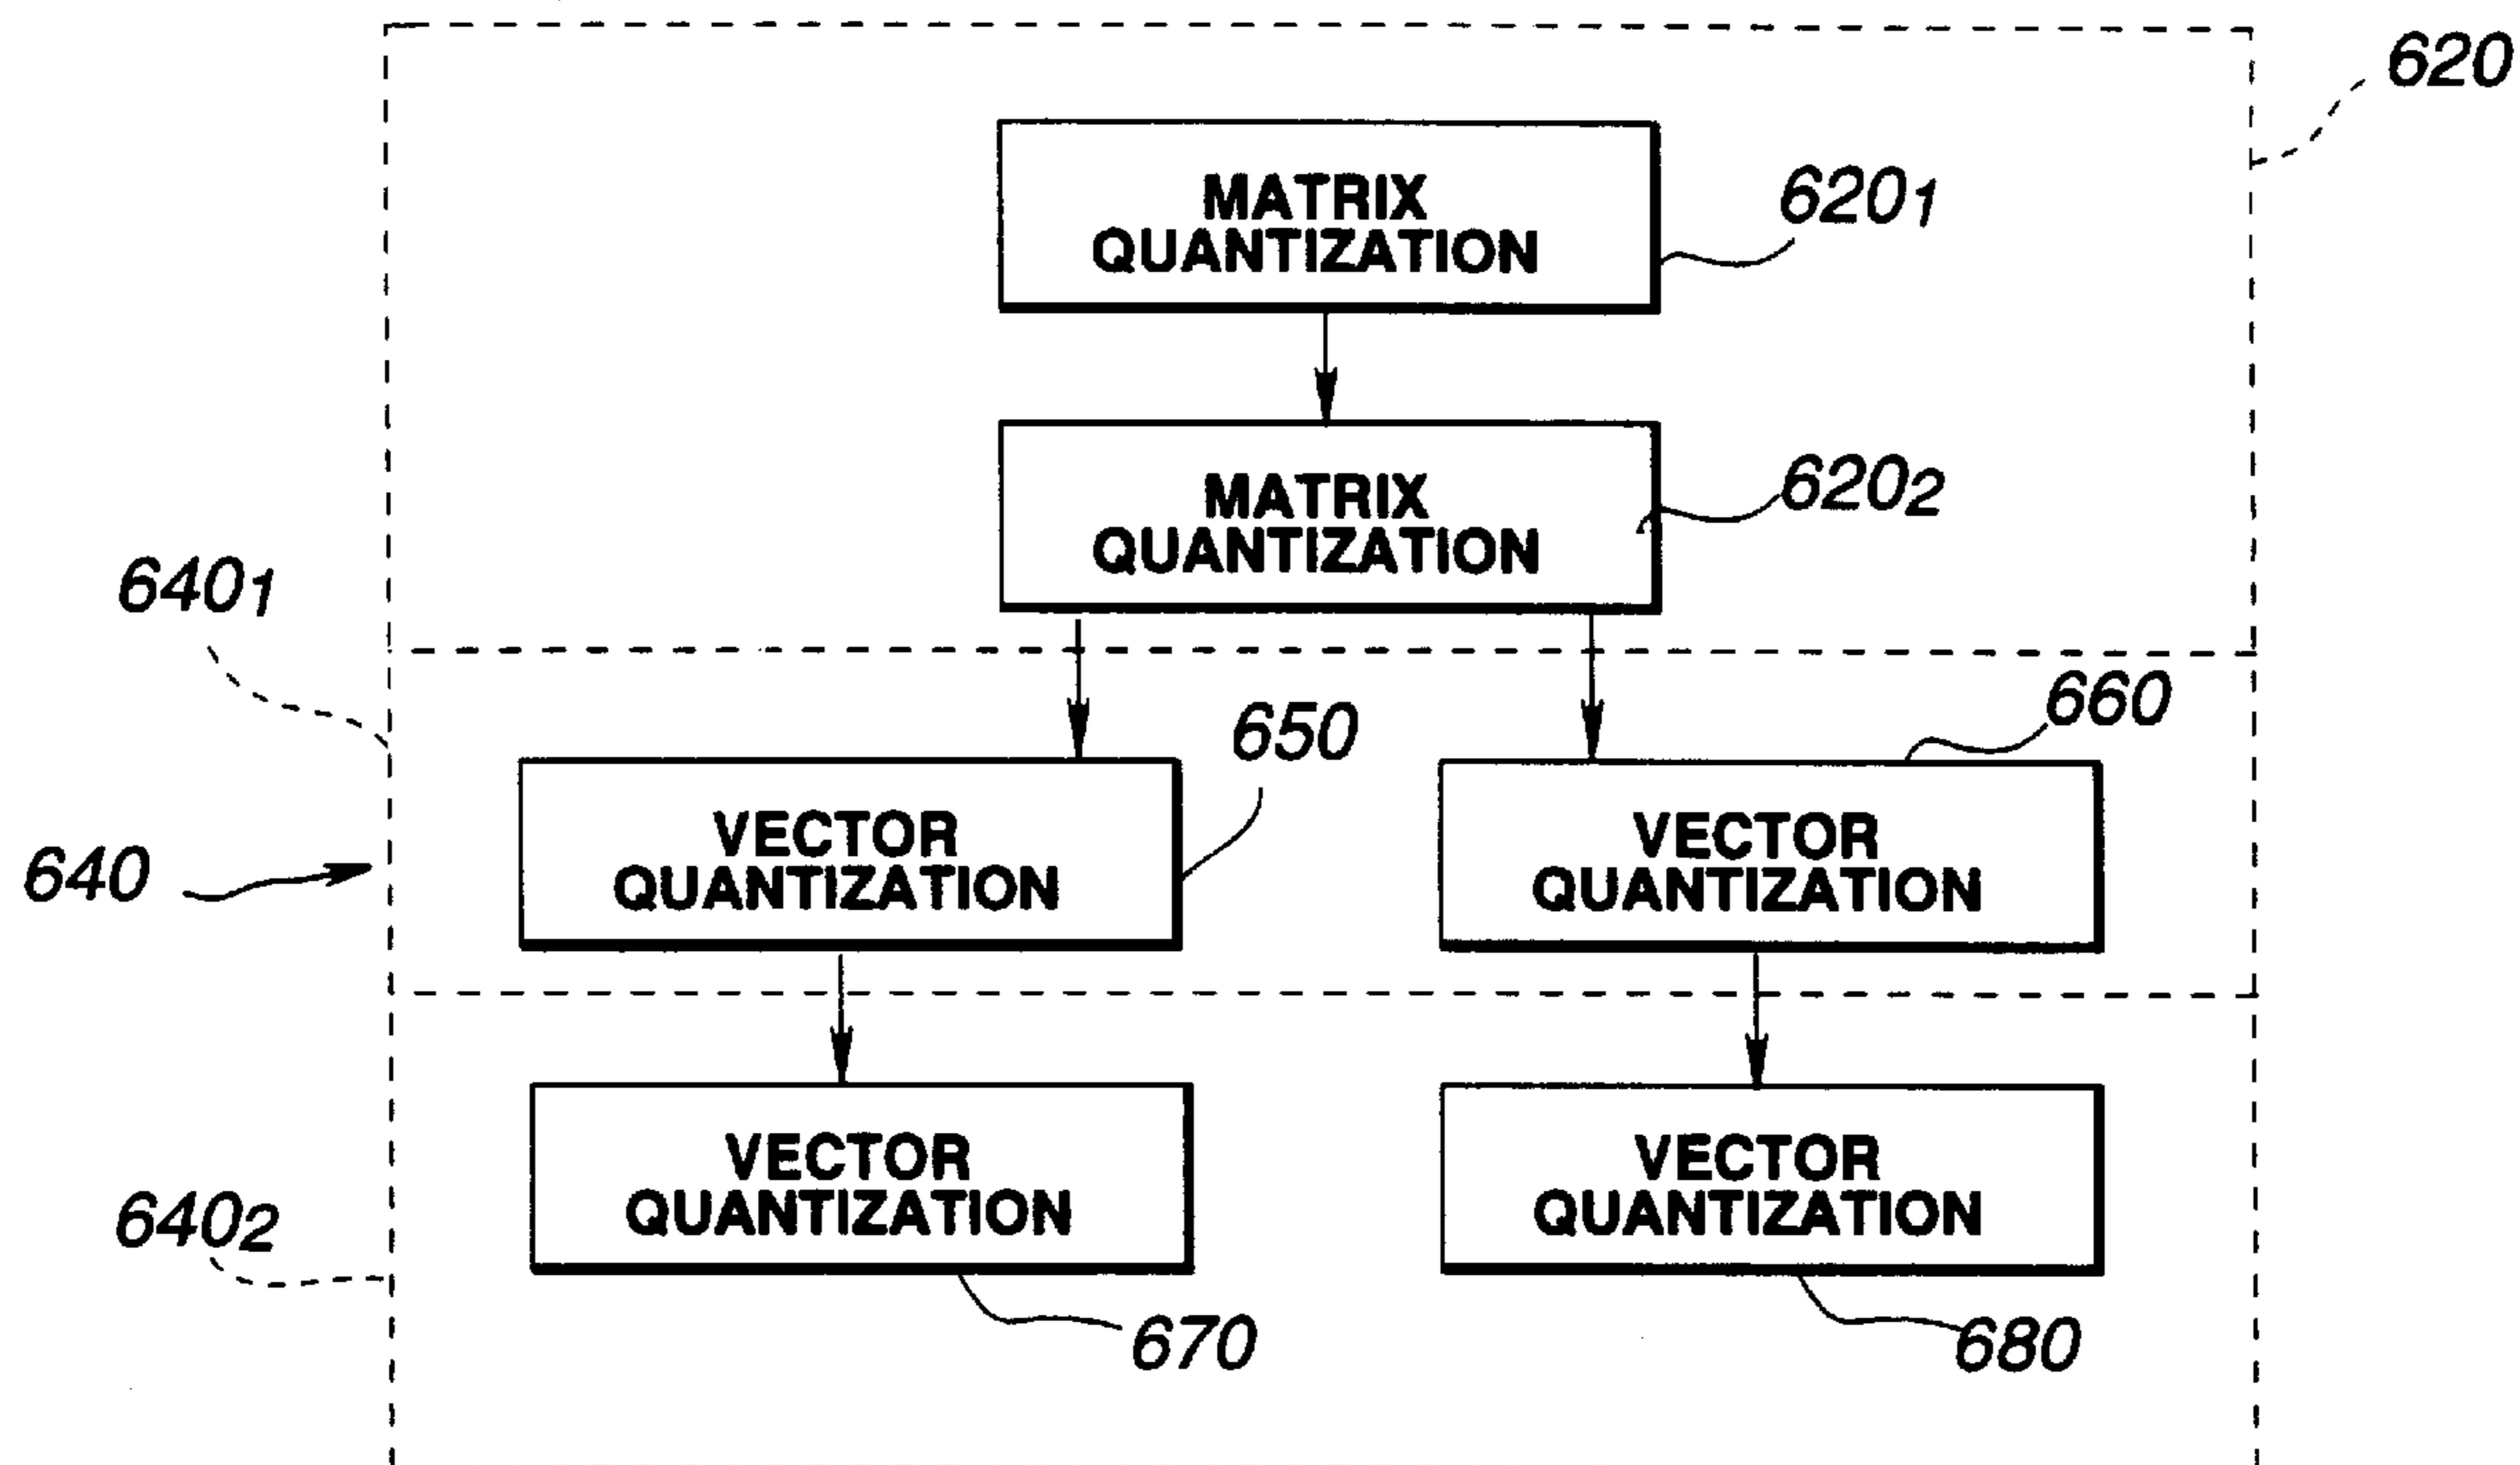 620
MATRIX
QUANTIZATION
620₁
MATRIX
QUANTIZATION
620₂
640₁
660
650
VECTOR
QUANTIZATION
VECTOR
QUANTIZATION
640
VECTOR
QUANTIZATION
VECTOR
QUANTIZATION
640₂
670
680